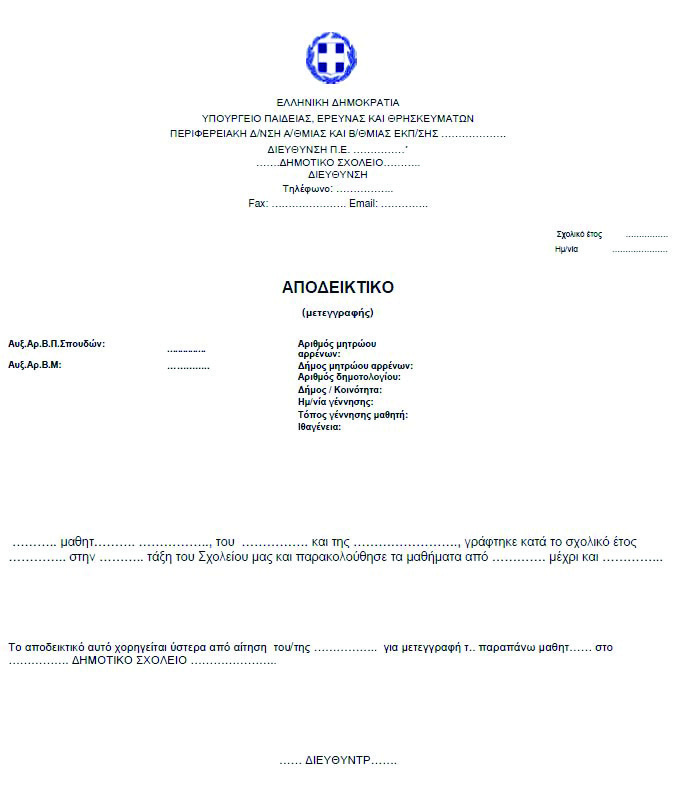 ΕΛΛΗΝΙΚΗ ΔΗΜΟΚΡΑΤΙΑ
ΥΠΟΥΡΓΕΙΟ ΠΑΙΔΕΙΑΣ, ΕΡΕΥΝΑΣ ΚΑΙ ΘΡΗΣΚΕΥΜΑΤΩΝ
ΠΕΡΙΦΕΡΕΙΑΚΗ Δ/ΝΣΗ Α/ΘΜΙΑΣ ΚΑΙ Β/ΘΜΙΑΣ ΕΚΠ/ΣΗΣ ……………….
ΔΙΕΥΘΥΝΣΗ Π.Ε. ……………'
…….ΔΗΜΟΤΙΚΟ ΣΧΟΛΕΙΟ………..
ΔΙΕΥΘΥΝΣΗ
Τηλέφωνο: ……………..
Fax: …………………. Email: …………..
Σχολικό έτος …………….
Ημ/νία …………………
ΑΠΟΔΕΙΚΤΙΚΟ
(μετεγγραφής)
Αυξ.Αρ.Β.Π.Σπουδών: …………..
Αυξ.Αρ.Β.Μ: ………….
Αριθμός μητρώου
αρρένων:
Δήμος μητρώου αρρένων:
Αριθμός δημοτολογίου:
Δήμος / Κοινότητα:
Ημ/νία γέννησης:
Τόπος γέννησης μαθητή:
Ιθαγένεια:
……….. μαθητ………. …………….., του ……………. και της ……………………., γράφτηκε κατά το σχολικό έτος
………….. στην ……….. τάξη του Σχολείου μας και παρακολούθησε τα μαθήματα από …………. μέχρι και …………...
Το αποδεικτικό αυτό χορηγείται ύστερα από αίτηση του/της …………….. για μετεγγραφή τ.. παραπάνω μαθητ…… στο
……………. ΔΗΜΟΤΙΚΟ ΣΧΟΛΕΙΟ …………………..
…… ΔΙΕΥΘΥΝΤΡ…….